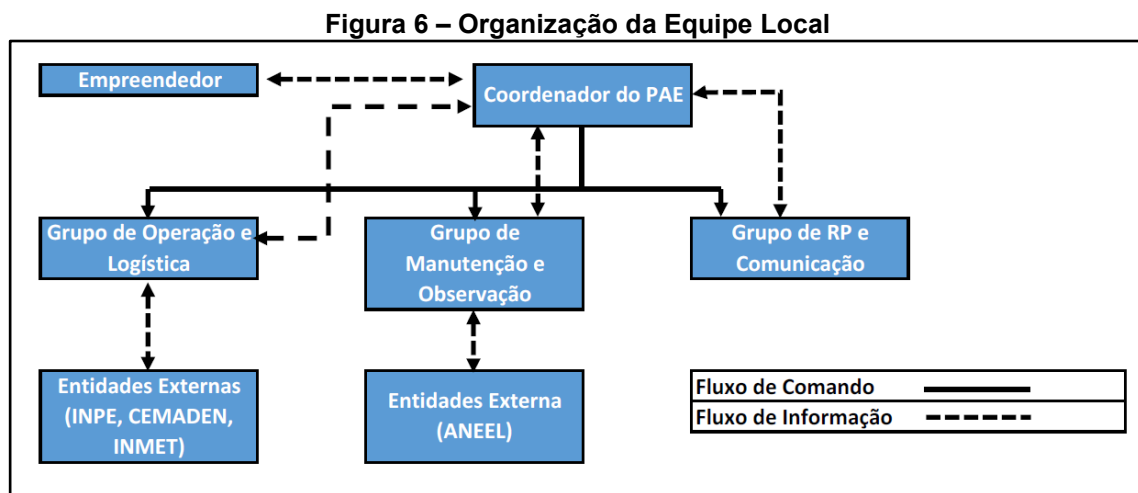 Figura 6 – Organização da Equipe Local
Empreendedor
Coordenador do PAE
Grupo de Operação e
Logística
Grupo de
Manutenção e
Observação
Grupo de RP e
Comunicação
Entidades Externas
(INPE, CEMADEN,
INMET)
Entidades Externa
(ANEEL)
Fluxo de Comando
Fluxo de Informação